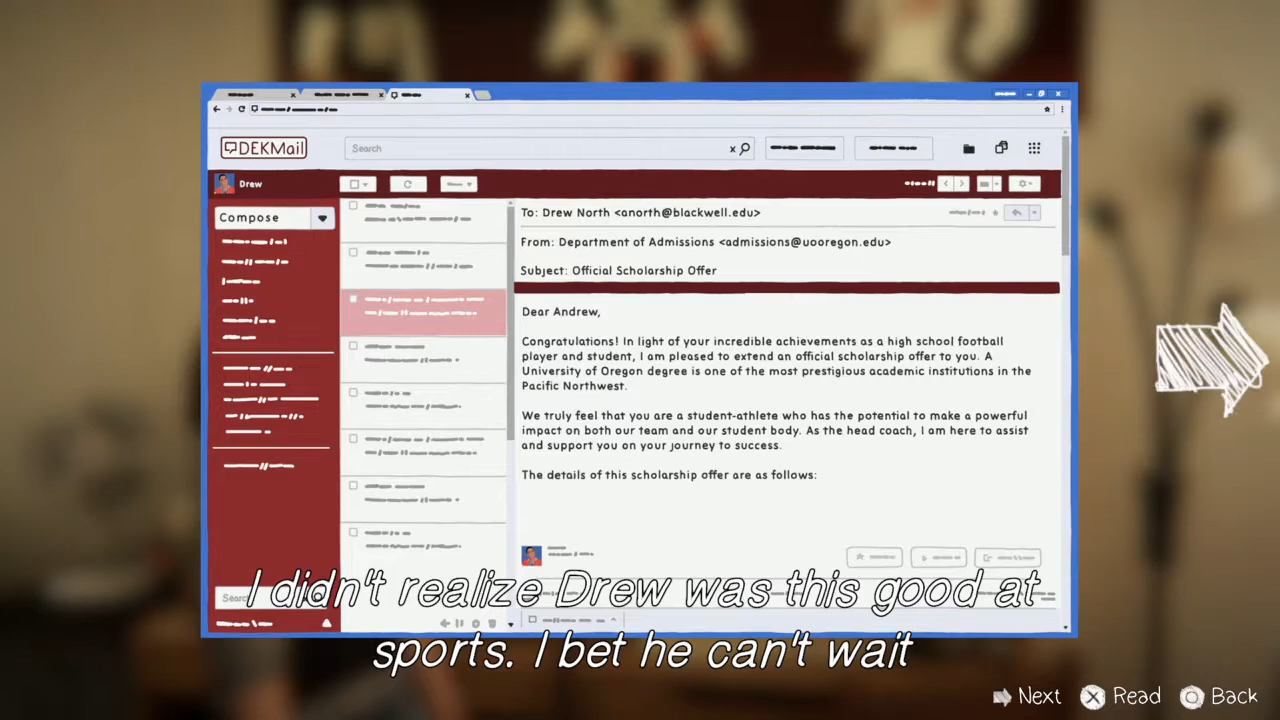 DEKMail
Search
Drew
Compose
To: Drew North <anorth@blackwell.edu>
From: Department of Admissions <admissions@uooregon.edu>
Subject: Official Scholarship Offer
Dear Andrew,
Congratulations! In light of your incredible achievements as a high school football
player and student, I am pleased to extend an official scholarship offer to you. A
University of Oregon degree is one of the most prestigious academic institutions in the
Pacific Northwest.
We truly feel that you are a student-athlete who has the potential to make a powerful
impact on both our team and our student body. As the head coach, I am here to assist
and support you on your journey to success.
The details of this scholarship offer are as follows:
I didn't realize Drew was this good at
sports. I bet he can't wait
Next Read Back